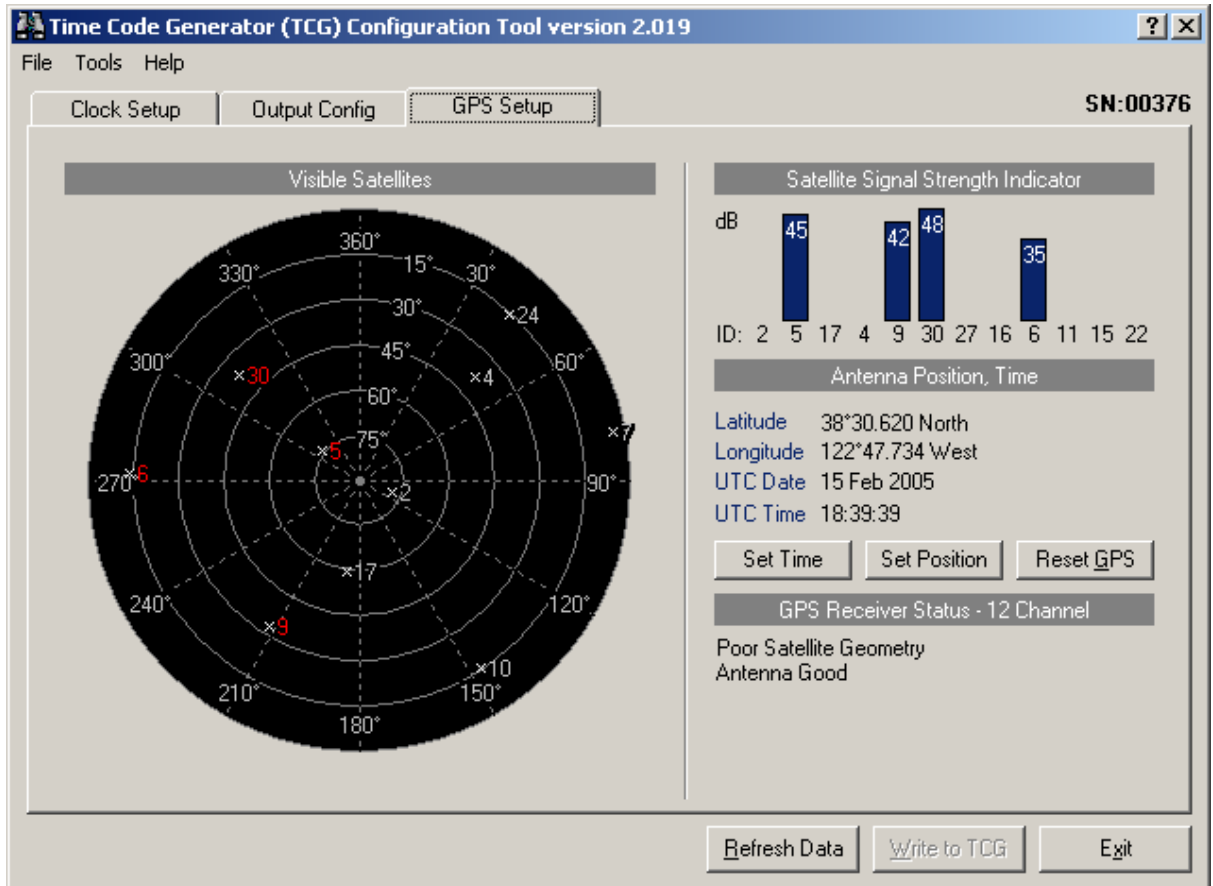 Time Code Generator (TCG) Configuration Tool version 2.019
File Tools Help
Clock Setup Output Config GPS Setup SN:00376
Visible Satellites
360°
330° 15° 30°
30° 24
300° 45° 60°
30 4
60°
7
75°
5
6
270° 90°
2
17
240° 120°
9
10
210° 150°
180°
Satellite Signal Strength Indicator
dB 45 42 48 35
ID: 2 5 17 4 9 30 27 16 6 11 15 22
Antenna Position, Time
Latitude 38°30.620 North
Longitude 122°47.734 West
UTC Date 15 Feb 2005
UTC Time 18:39:39
Set Time Set Position Reset GPS
GPS Receiver Status - 12 Channel
Poor Satellite Geometry
Antenna Good
Refresh Data Write to TCG Exit